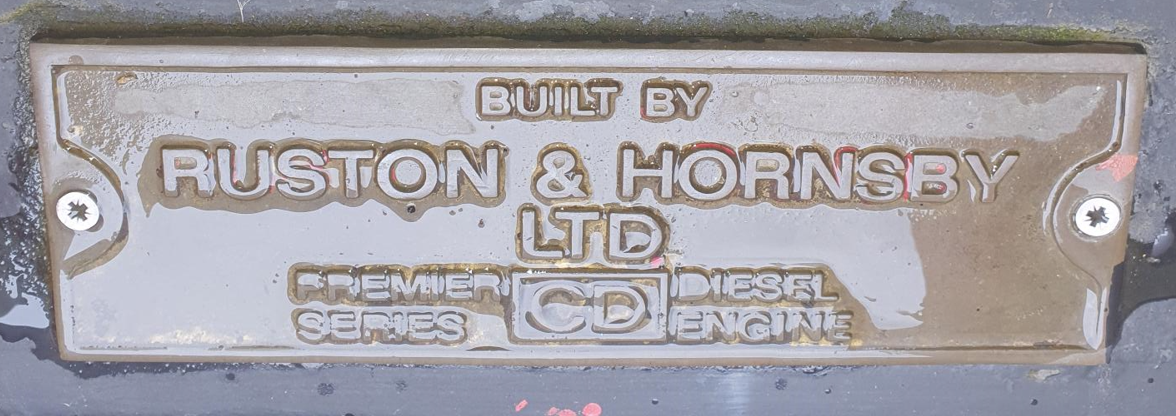 BUILT BY
RUSTON & HORNSBY
LTD
PREMIER CD DIESEL
SERIES ENGINE